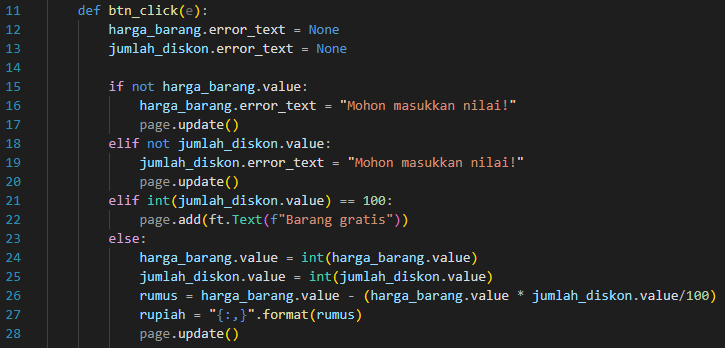 11 def btn_click(e):
12 harga_barang.error_text = None
13 jumlah_diskon.error_text = None
14
15 if not harga_barang.value:
16 harga_barang.error_text = "Mohon masukkan nilai!"
17 page.update()
18 elif not jumlah_diskon.value:
19 jumlah_diskon.error_text = "Mohon masukkan nilai!"
20 page.update()
21 elif int(jumlah_diskon.value) == 100:
22 page.add(ft.Text(f"Barang gratis"))
23 else:
24 harga_barang.value = int(harga_barang.value)
25 jumlah_diskon.value = int(jumlah_diskon.value)
26 rumus = harga_barang.value - (harga_barang.value * jumlah_diskon.value/100)
27 rupiah = "{:,}".format(rumus)
28 page.update()